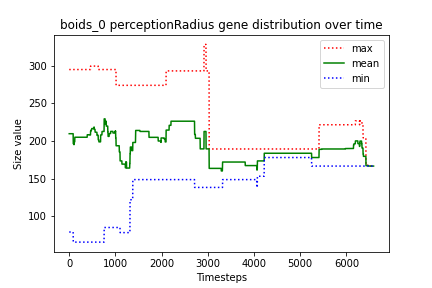 boids_0 perceptionRadius gene distribution over time
max
mean
min
Size value
300
250
200
150
100
0
1000
2000
3000
4000
5000
6000
Timesteps